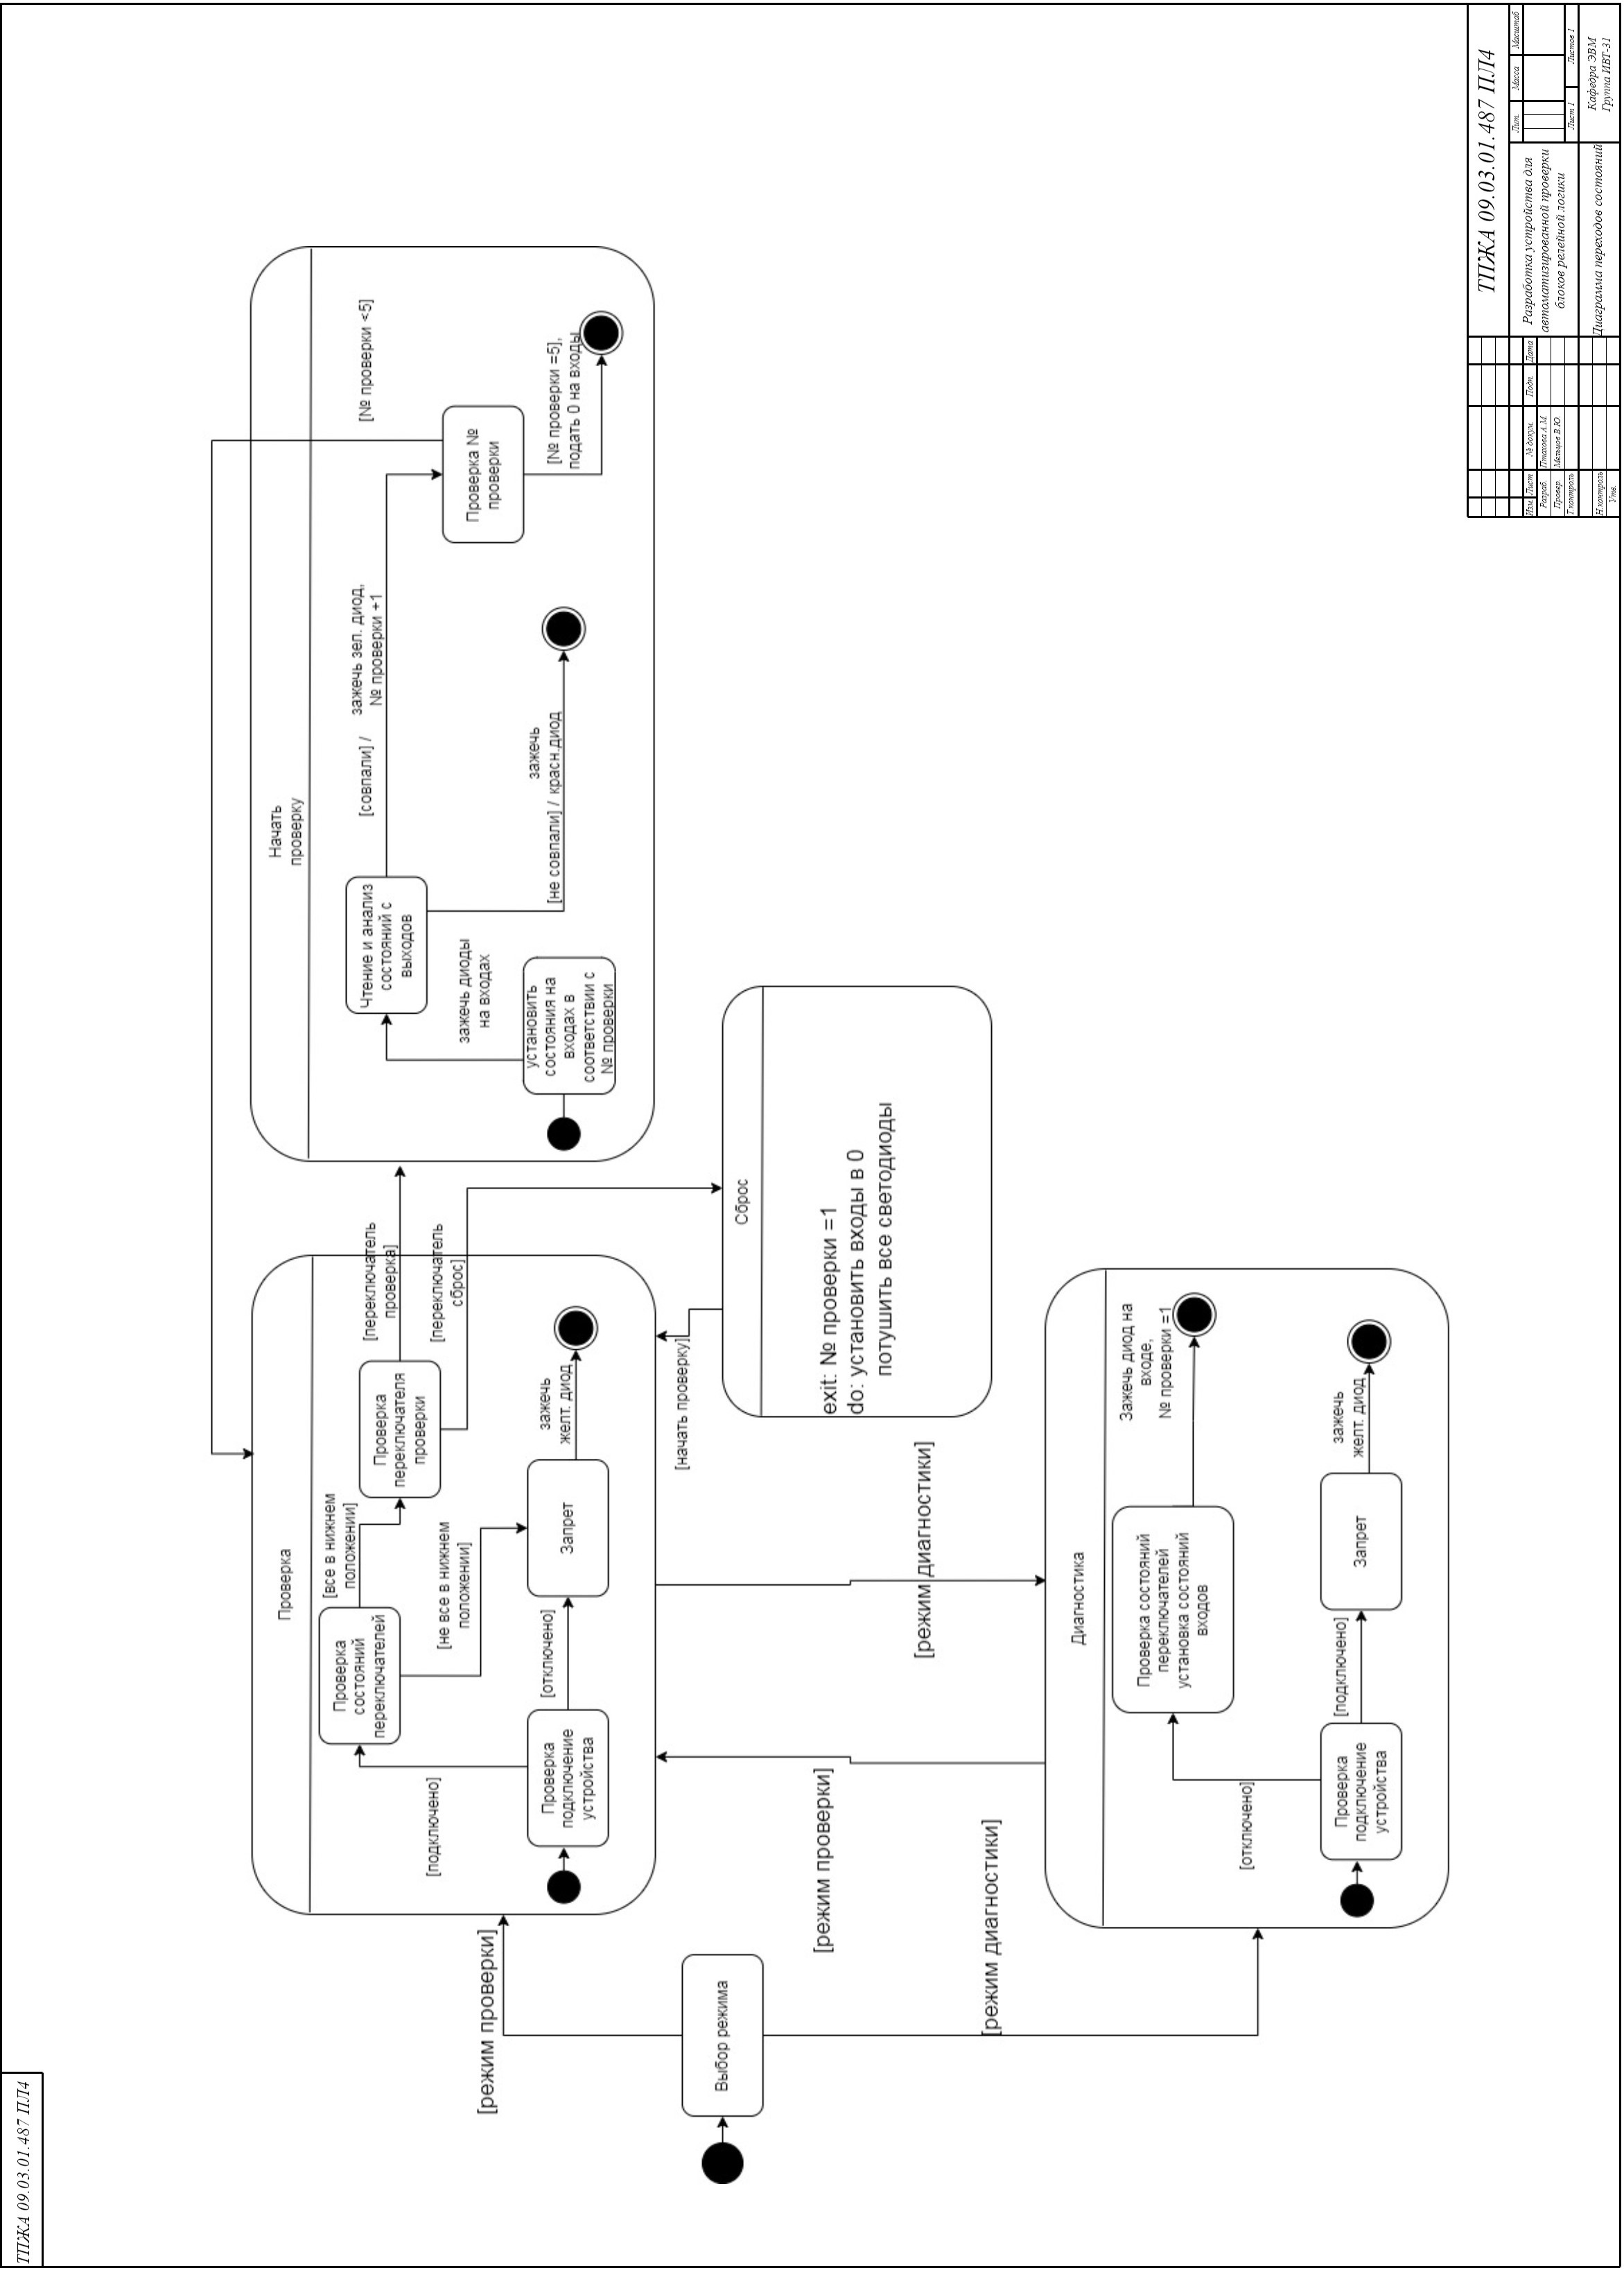 ТПЖА 09.03.01.487 ПЛ4
Выбор режима
[режим проверки]
[режим диагностики]
[режим проверки]
[режим диагностики]
Проверка
Проверка
подключение
устройства
[подключено]
[отключено]
Проверка
состояний
переключателей
[все в нижнем
положении]
[не все в нижнем
положении]
Запрет
зажечь
желт. диод
Проверка
переключателя
проверки
[переключатель
проверка]
[переключатель
сброс]
Начать
проверку
установить
состояния на
входах в
соответствии с
№ проверки
зажечь диоды
на входах
Чтение и анализ
состояний с
выходов
[совпали] /
зажечь зел. диод,
№ проверки +1
зажечь
[не совпали] / красн.диод
Проверка №
проверки
[№ проверки <5]
[№ проверки =5],
подать 0 на входы
Сброс
exit: № проверки =1
do: установить входы в 0
потушить все светодиоды
[начать проверку]
Диагностика
Проверка
подключение
устройства
[отключено]
[подключено]
Проверка состояний
переключателей
установка состояний
входов
Зажечь диод на
входе,
№ проверки =1
Запрет
зажечь
желт. диод
ТПЖА 09.03.01.487 ПЛ4
Изм. Лист № докум. Подп. Дата
Разраб. Птахова А.М.
Провер. Мельцов В.Ю.
Т.контроль
Н.контроль
Утв.
Разработка устройства для
автоматизированной проверки
блоков релейной логики
Диаграмма переходов состояний
Лит. Масса Масштаб
Лист 1 Листов 1
Кафедра ЭВМ
Группа ИВТ-31